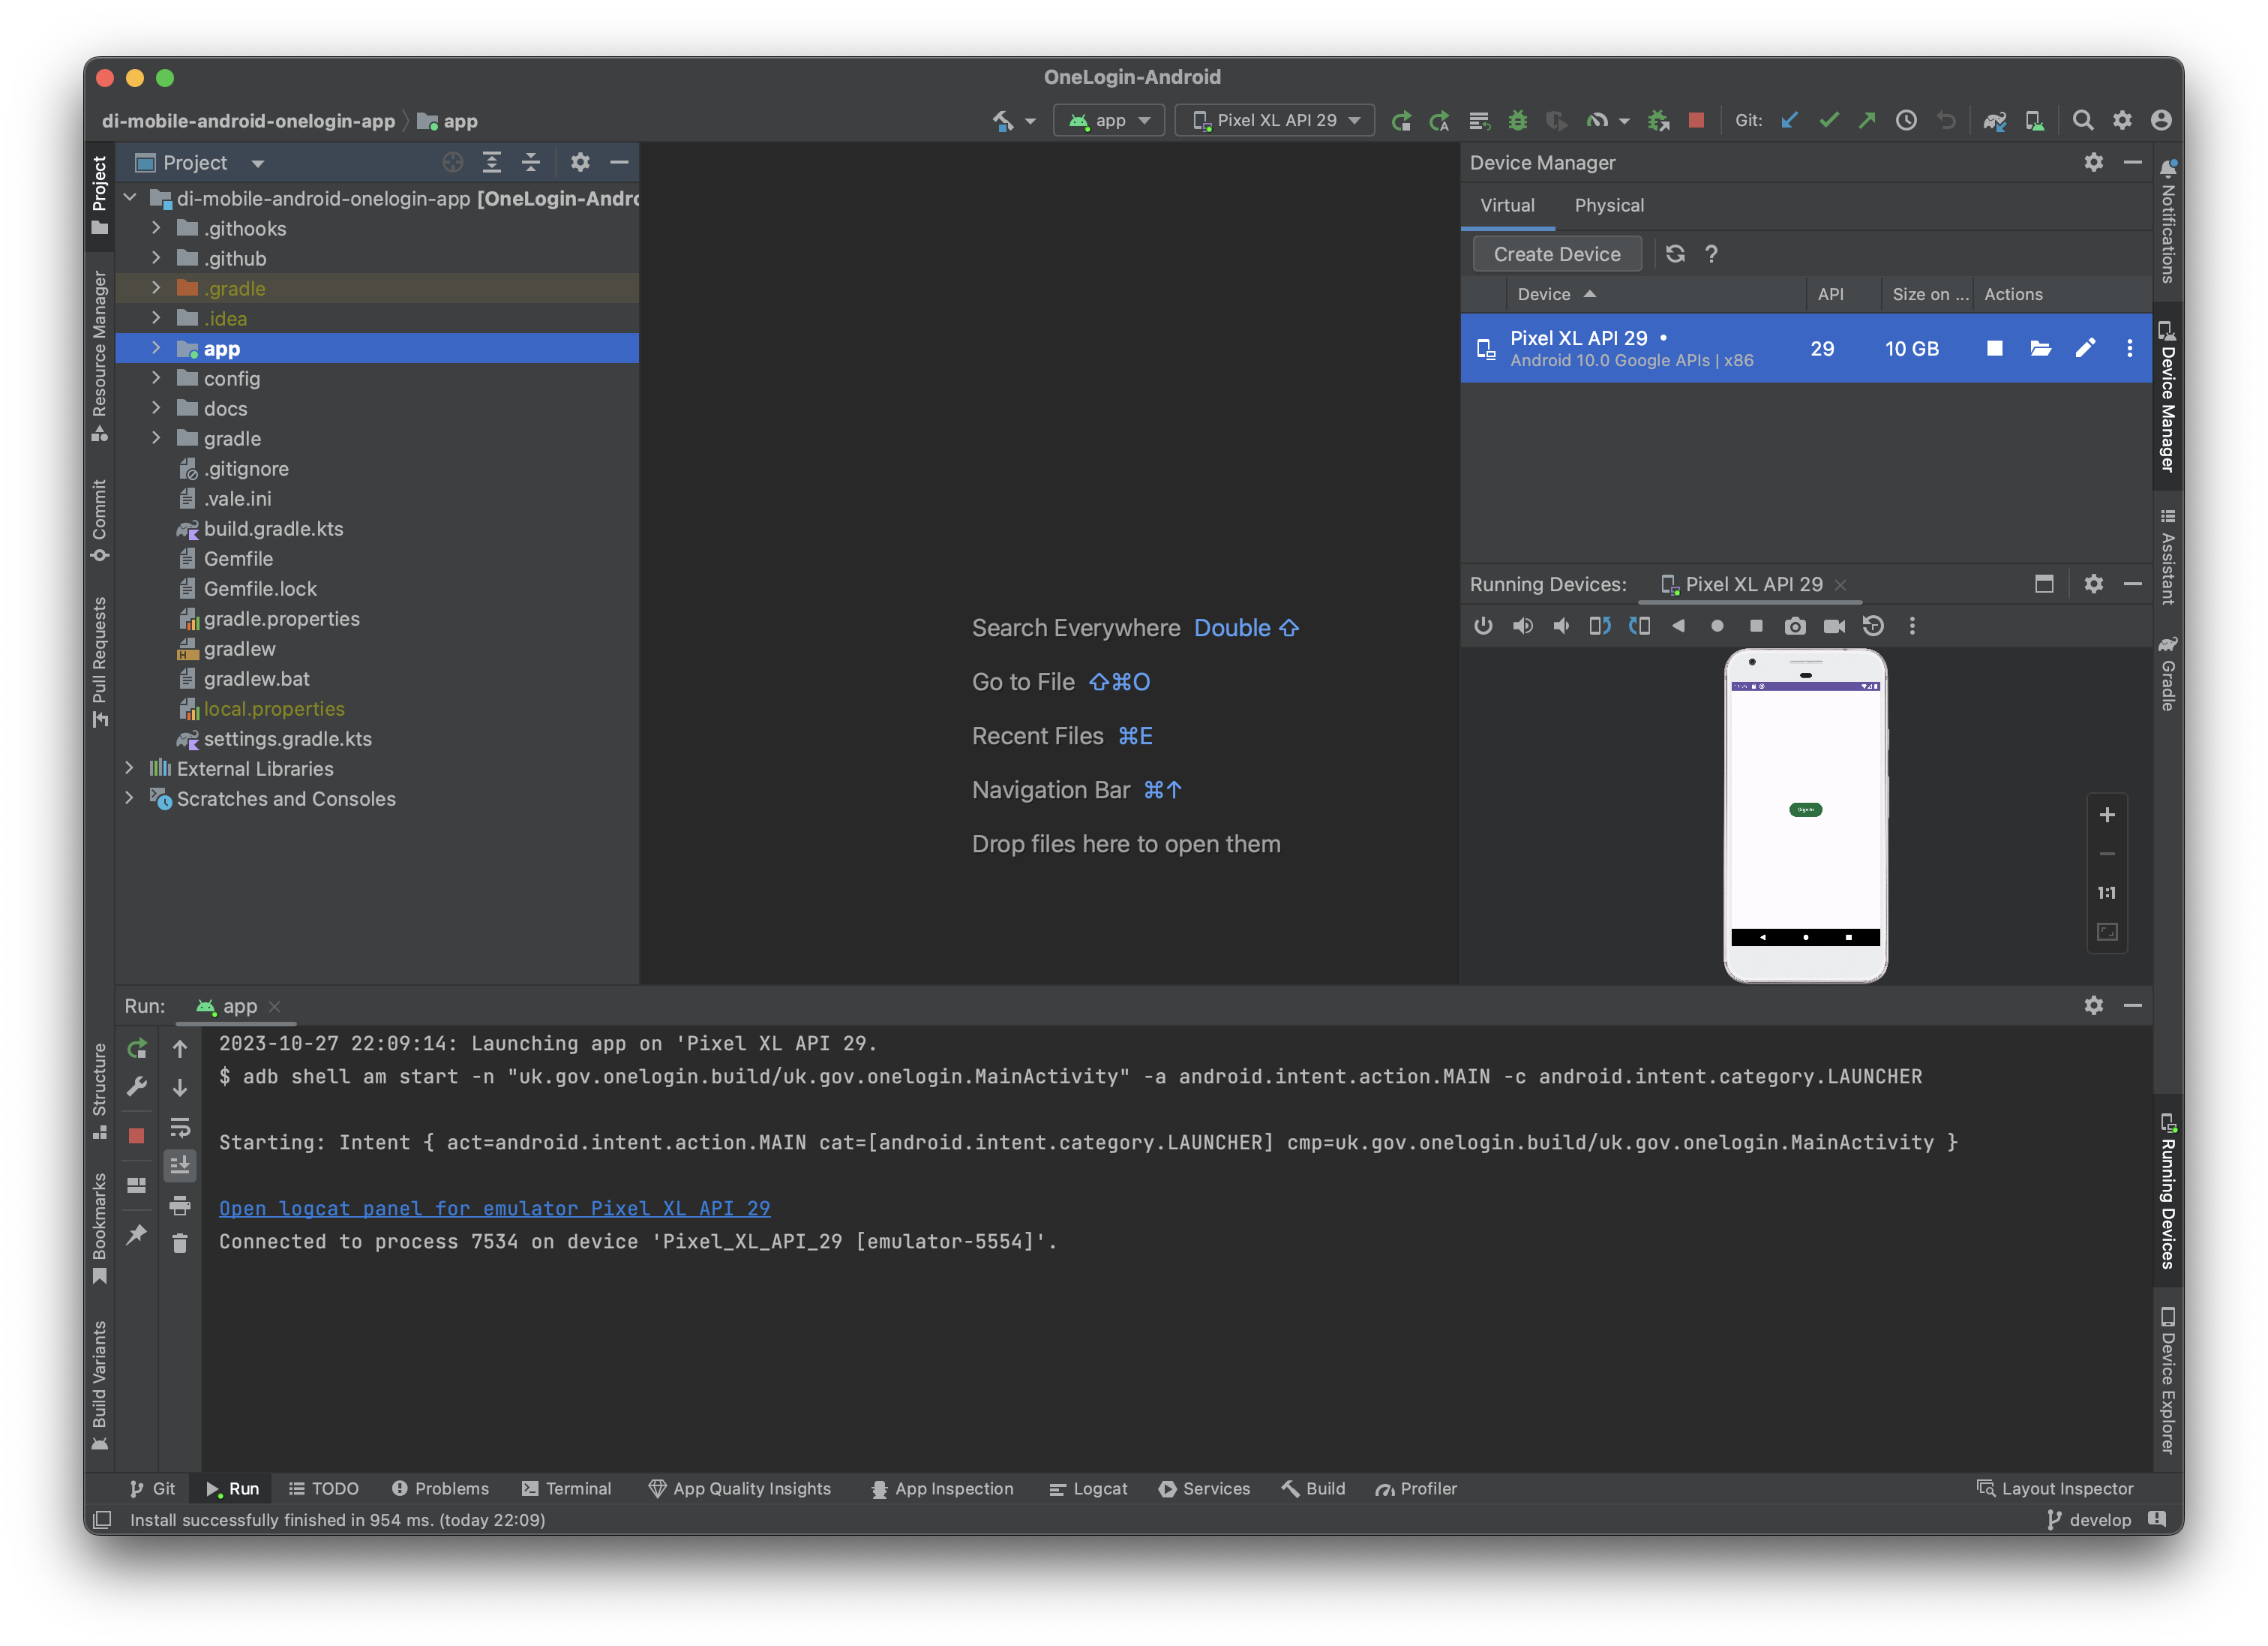 OneLogin-Android
di-mobile-android-onelogin-app
app
app
Pixel XL API 29
Git:
Project
di-mobile-android-onelogin-app [OneLogin-Andro
.githooks
.github
.gradle
.idea
app
config
docs
gradle
.gitignore
.vale.ini
build.gradle.kts
Gemfile
Gemfile.lock
gradle.properties
gradlew
gradlew.bat
local.properties
settings.gradle.kts
External Libraries
Scratches and Consoles
Project
Resource Manager
Commit
Pull Requests
Structure
Bookmarks
Build Variants
Search Everywhere Double ⇧
Go to File ⇧⌘O
Recent Files ⌘E
Navigation Bar ⌘↑
Drop files here to open them
Device Manager
Virtual Physical
Create Device ?
Device API Size on ... Actions
Pixel XL API 29 • 29 10 GB
Android 10.0 Google APIs | x86
Running Devices: Pixel XL API 29
Sign In
1:1
Notifications
Device Manager
Assistant
Gradle
Running Devices
Device Explorer
Run: app
2023-10-27 22:09:14: Launching app on 'Pixel XL API 29.
$ adb shell am start -n "uk.gov.onelogin.build/uk.gov.onelogin.MainActivity" -a android.intent.action.MAIN -c android.intent.category.LAUNCHER
Starting: Intent { act=android.intent.action.MAIN cat=[android.intent.category.LAUNCHER] cmp=uk.gov.onelogin.build/uk.gov.onelogin.MainActivity }
Open logcat panel for emulator Pixel XL API 29
Connected to process 7534 on device 'Pixel_XL_API_29 [emulator-5554]'.
Git Run TODO Problems Terminal App Quality Insights App Inspection Logcat Services Build Profiler Layout Inspector
Install successfully finished in 954 ms. (today 22:09)
develop